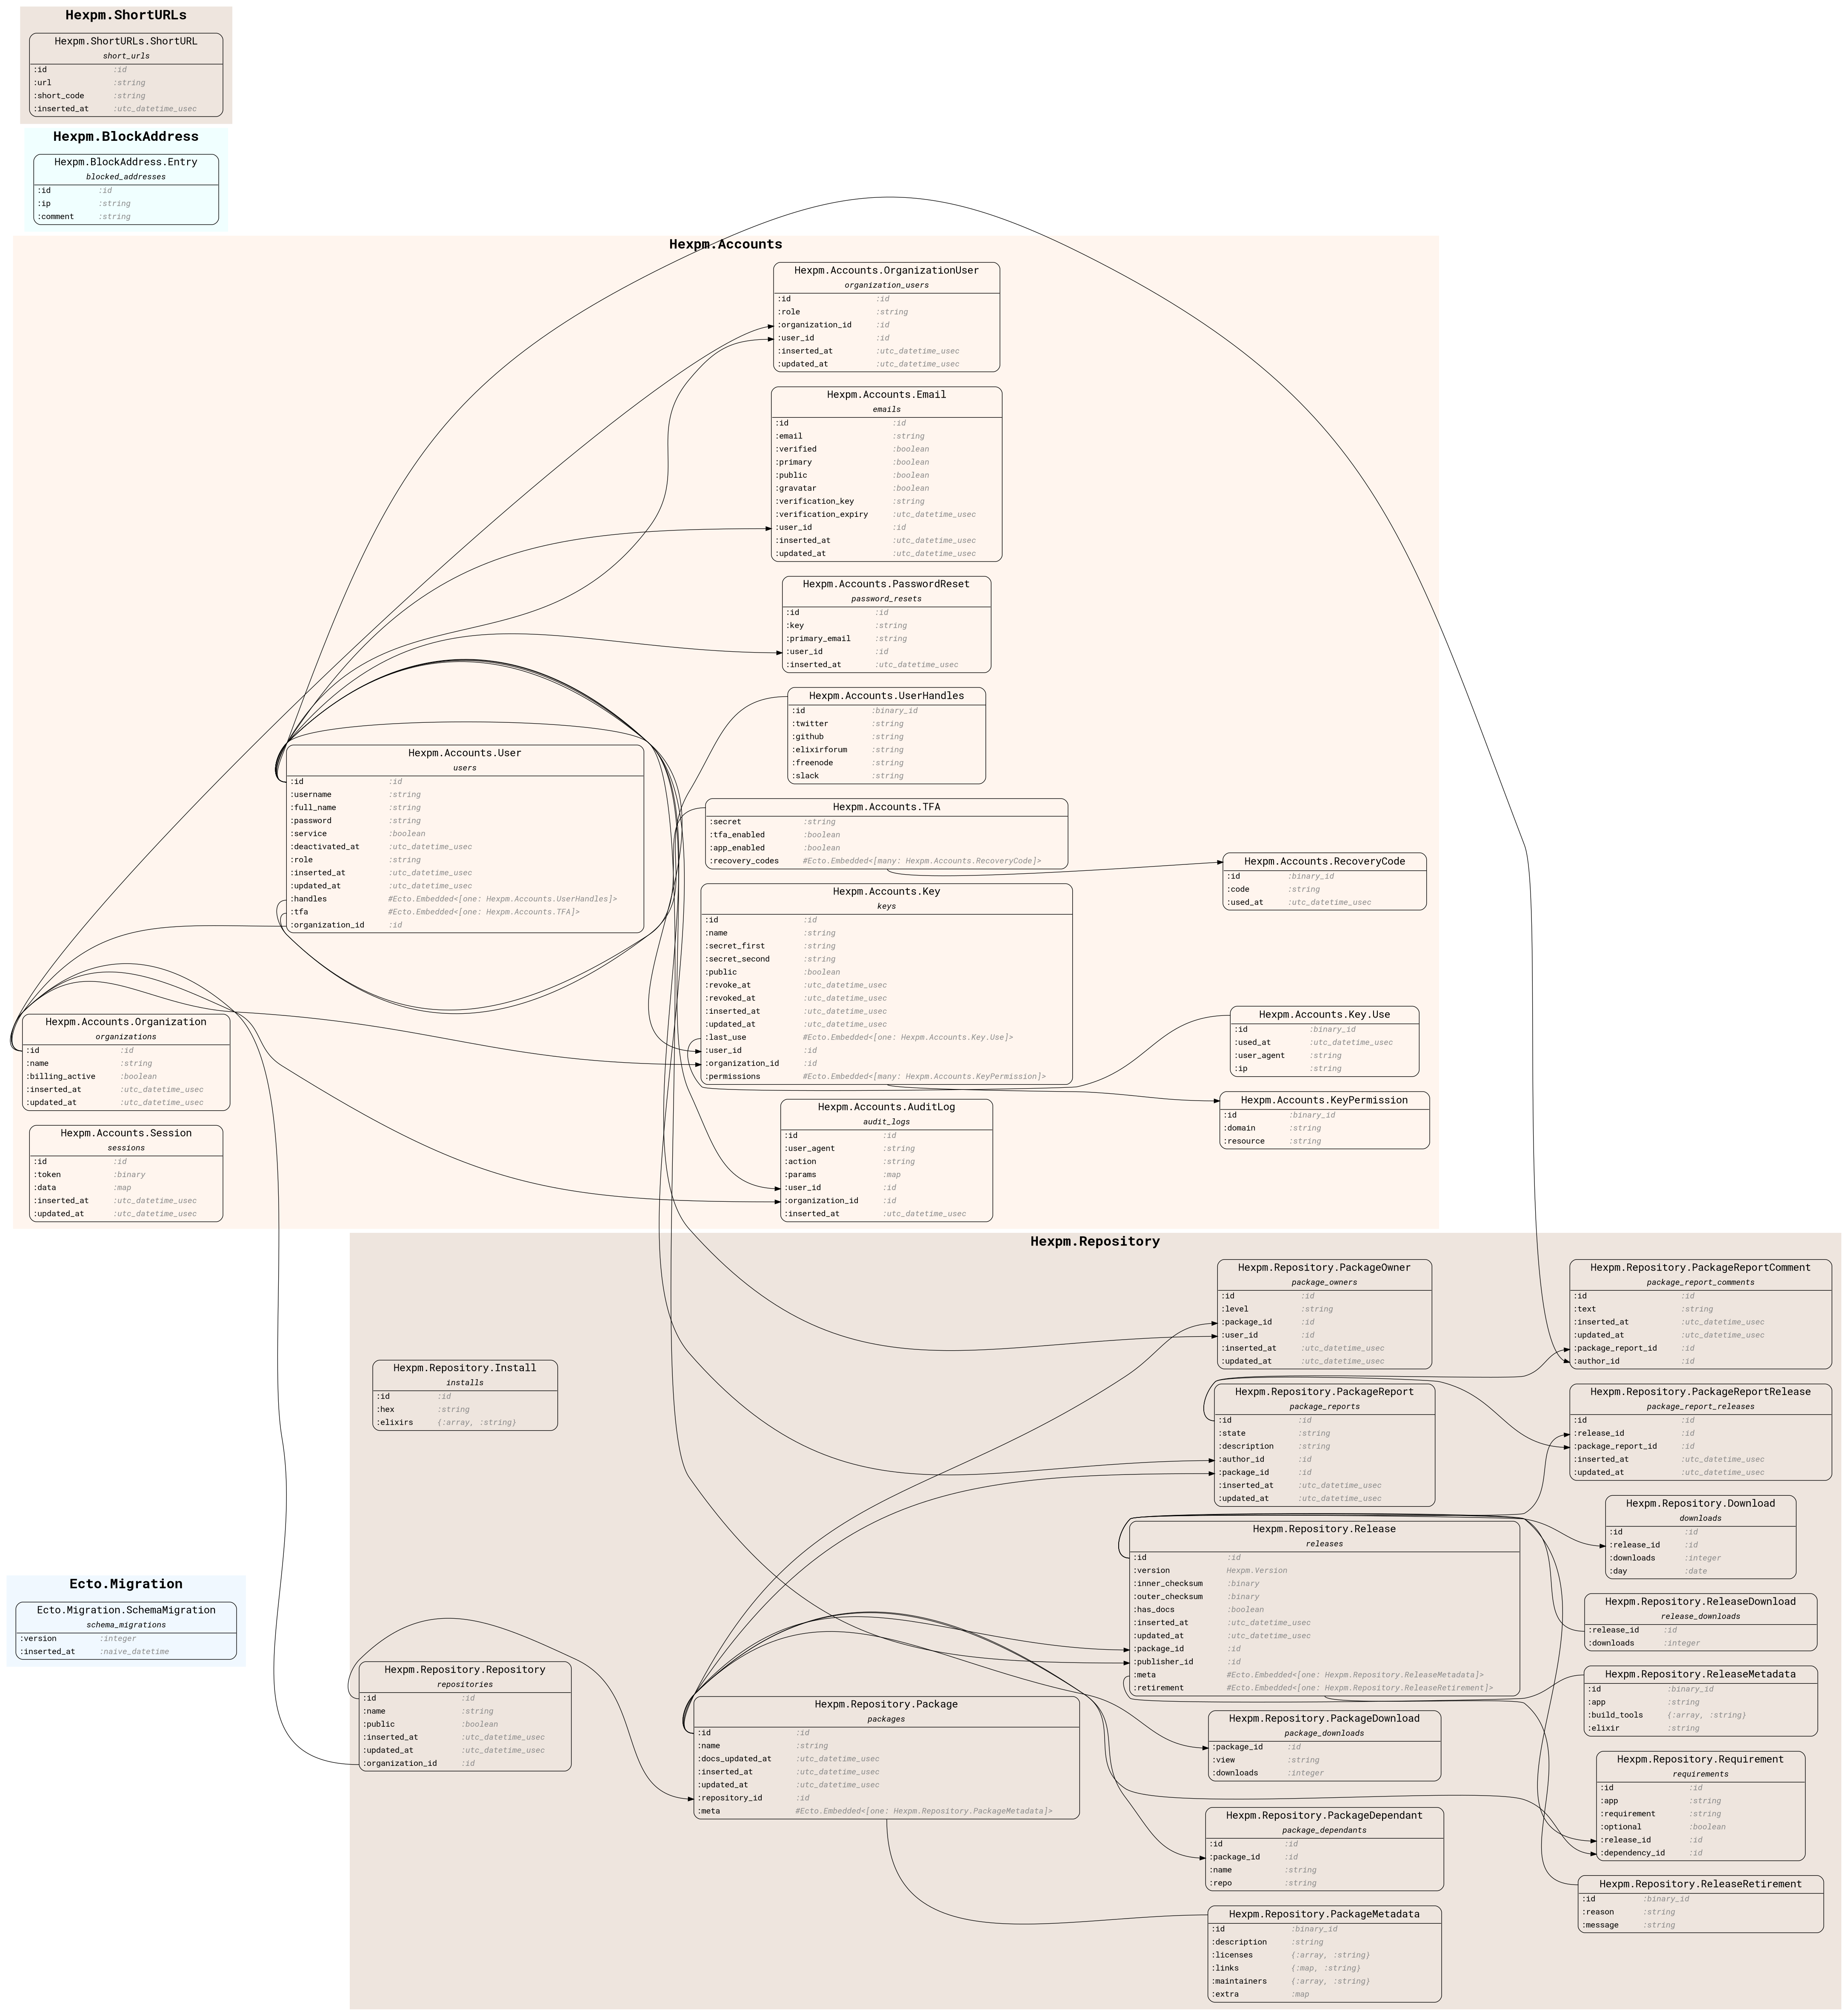 Hexpm.ShortURLs
Hexpm.ShortURLs.ShortURL
short_urls
:id :id
:url :string
:short_code :string
:inserted_at :utc_datetime_usec
Hexpm.BlockAddress
Hexpm.BlockAddress.Entry
blocked_addresses
:id :id
:ip :string
:comment :string
Hexpm.Accounts
Hexpm.Accounts.OrganizationUser
organization_users
:id :id
:role :string
:organization_id :id
:user_id :id
:inserted_at :utc_datetime_usec
:updated_at :utc_datetime_usec
Hexpm.Accounts.Email
emails
:id :id
:email :string
:verified :boolean
:primary :boolean
:public :boolean
:gravatar :boolean
:verification_key :string
:verification_expiry :utc_datetime_usec
:user_id :id
:inserted_at :utc_datetime_usec
:updated_at :utc_datetime_usec
Hexpm.Accounts.PasswordReset
password_resets
:id :id
:key :string
:primary_email :string
:user_id :id
:inserted_at :utc_datetime_usec
Hexpm.Accounts.UserHandles
:id :binary_id
:twitter :string
:github :string
:elixirforum :string
:freenode :string
:slack :string
Hexpm.Accounts.User
users
:id :id
:username :string
:full_name :string
:password :string
:service :boolean
:deactivated_at :utc_datetime_usec
:role :string
:inserted_at :utc_datetime_usec
:updated_at :utc_datetime_usec
:handles #Ecto.Embedded<[one: Hexpm.Accounts.UserHandles]>
:tfa #Ecto.Embedded<[one: Hexpm.Accounts.TFA]>
:organization_id :id
Hexpm.Accounts.TFA
:secret :string
:tfa_enabled :boolean
:app_enabled :boolean
:recovery_codes #Ecto.Embedded<[many: Hexpm.Accounts.RecoveryCode]>
Hexpm.Accounts.RecoveryCode
:id :binary_id
:code :string
:used_at :utc_datetime_usec
Hexpm.Accounts.Key
keys
:id :id
:name :string
:secret_first :string
:secret_second :string
:public :boolean
:revoke_at :utc_datetime_usec
:revoked_at :utc_datetime_usec
:inserted_at :utc_datetime_usec
:updated_at :utc_datetime_usec
:last_use #Ecto.Embedded<[one: Hexpm.Accounts.Key.Use]>
:user_id :id
:organization_id :id
:permissions #Ecto.Embedded<[many: Hexpm.Accounts.KeyPermission]>
Hexpm.Accounts.Key.Use
:id :binary_id
:used_at :utc_datetime_usec
:user_agent :string
:ip :string
Hexpm.Accounts.KeyPermission
:id :binary_id
:domain :string
:resource :string
Hexpm.Accounts.Organization
organizations
:id :id
:name :string
:billing_active :boolean
:inserted_at :utc_datetime_usec
:updated_at :utc_datetime_usec
Hexpm.Accounts.Session
sessions
:id :id
:token :binary
:data :map
:inserted_at :utc_datetime_usec
:updated_at :utc_datetime_usec
Hexpm.Accounts.AuditLog
audit_logs
:id :id
:user_agent :string
:action :string
:params :map
:user_id :id
:organization_id :id
:inserted_at :utc_datetime_usec
Hexpm.Repository
Hexpm.Repository.PackageOwner
package_owners
:id :id
:level :string
:package_id :id
:user_id :id
:inserted_at :utc_datetime_usec
:updated_at :utc_datetime_usec
Hexpm.Repository.PackageReportComment
package_report_comments
:id :id
:text :string
:inserted_at :utc_datetime_usec
:updated_at :utc_datetime_usec
:package_report_id :id
:author_id :id
Hexpm.Repository.Install
installs
:id :id
:hex :string
:elixirs {:array, :string}
Hexpm.Repository.PackageReport
package_reports
:id :id
:state :string
:description :string
:author_id :id
:package_id :id
:inserted_at :utc_datetime_usec
:updated_at :utc_datetime_usec
Hexpm.Repository.PackageReportRelease
package_report_releases
:id :id
:release_id :id
:package_report_id :id
:inserted_at :utc_datetime_usec
:updated_at :utc_datetime_usec
Hexpm.Repository.Download
downloads
:id :id
:release_id :id
:downloads :integer
:day :date
Hexpm.Repository.Release
releases
:id :id
:version Hexpm.Version
:inner_checksum :binary
:outer_checksum :binary
:has_docs :boolean
:inserted_at :utc_datetime_usec
:updated_at :utc_datetime_usec
:package_id :id
:publisher_id :id
:meta #Ecto.Embedded<[one: Hexpm.Repository.ReleaseMetadata]>
:retirement #Ecto.Embedded<[one: Hexpm.Repository.ReleaseRetirement]>
Hexpm.Repository.ReleaseDownload
release_downloads
:release_id :id
:downloads :integer
Ecto.Migration
Ecto.Migration.SchemaMigration
schema_migrations
:version :integer
:inserted_at :naive_datetime
Hexpm.Repository.Repository
repositories
:id :id
:name :string
:public :boolean
:inserted_at :utc_datetime_usec
:updated_at :utc_datetime_usec
:organization_id :id
Hexpm.Repository.Package
packages
:id :id
:name :string
:docs_updated_at :utc_datetime_usec
:inserted_at :utc_datetime_usec
:updated_at :utc_datetime_usec
:repository_id :id
:meta #Ecto.Embedded<[one: Hexpm.Repository.PackageMetadata]>
Hexpm.Repository.ReleaseMetadata
:id :binary_id
:app :string
:build_tools {:array, :string}
:elixir :string
Hexpm.Repository.PackageDownload
package_downloads
:package_id :id
:view :string
:downloads :integer
Hexpm.Repository.Requirement
requirements
:id :id
:app :string
:requirement :string
:optional :boolean
:release_id :id
:dependency_id :id
Hexpm.Repository.PackageDependant
package_dependants
:id :id
:package_id :id
:name :string
:repo :string
Hexpm.Repository.ReleaseRetirement
:id :binary_id
:reason :string
:message :string
Hexpm.Repository.PackageMetadata
:id :binary_id
:description :string
:licenses {:array, :string}
:links {:map, :string}
:maintainers {:array, :string}
:extra :map